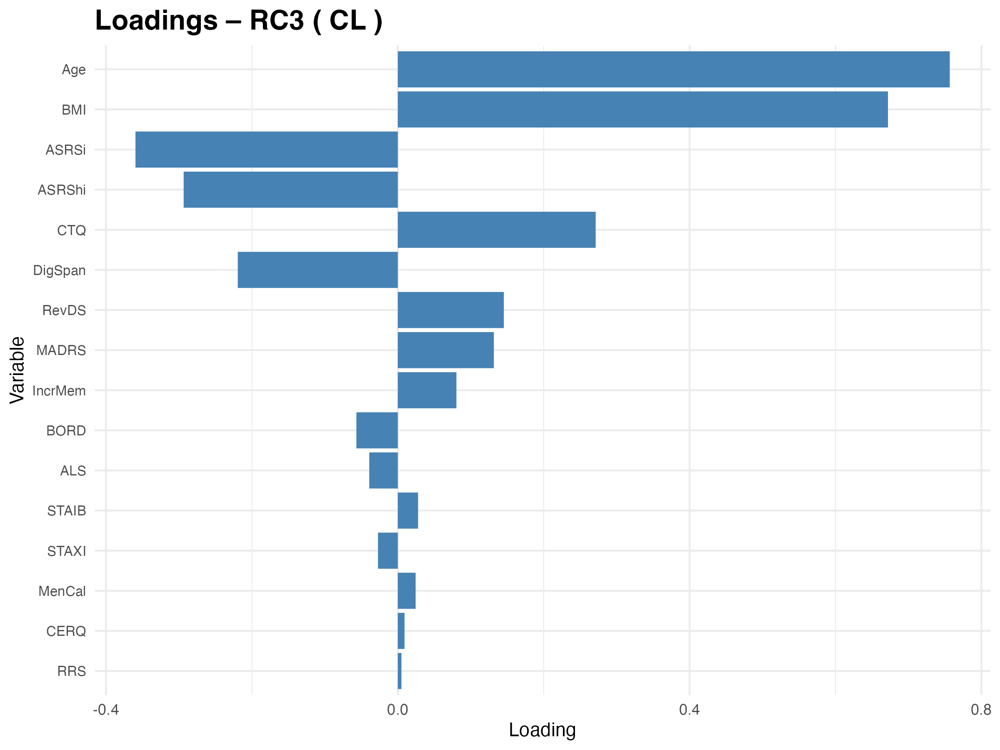 Loadings – RC3 ( CL )
Age
BMI
ASRSi
ASRShi
CTQ
DigSpan
RevDS
MADRS
IncrMem
BORD
ALS
STAIB
STAXI
MenCal
CERQ
RRS
Variable
-0.4 0.0 0.4 0.8
Loading